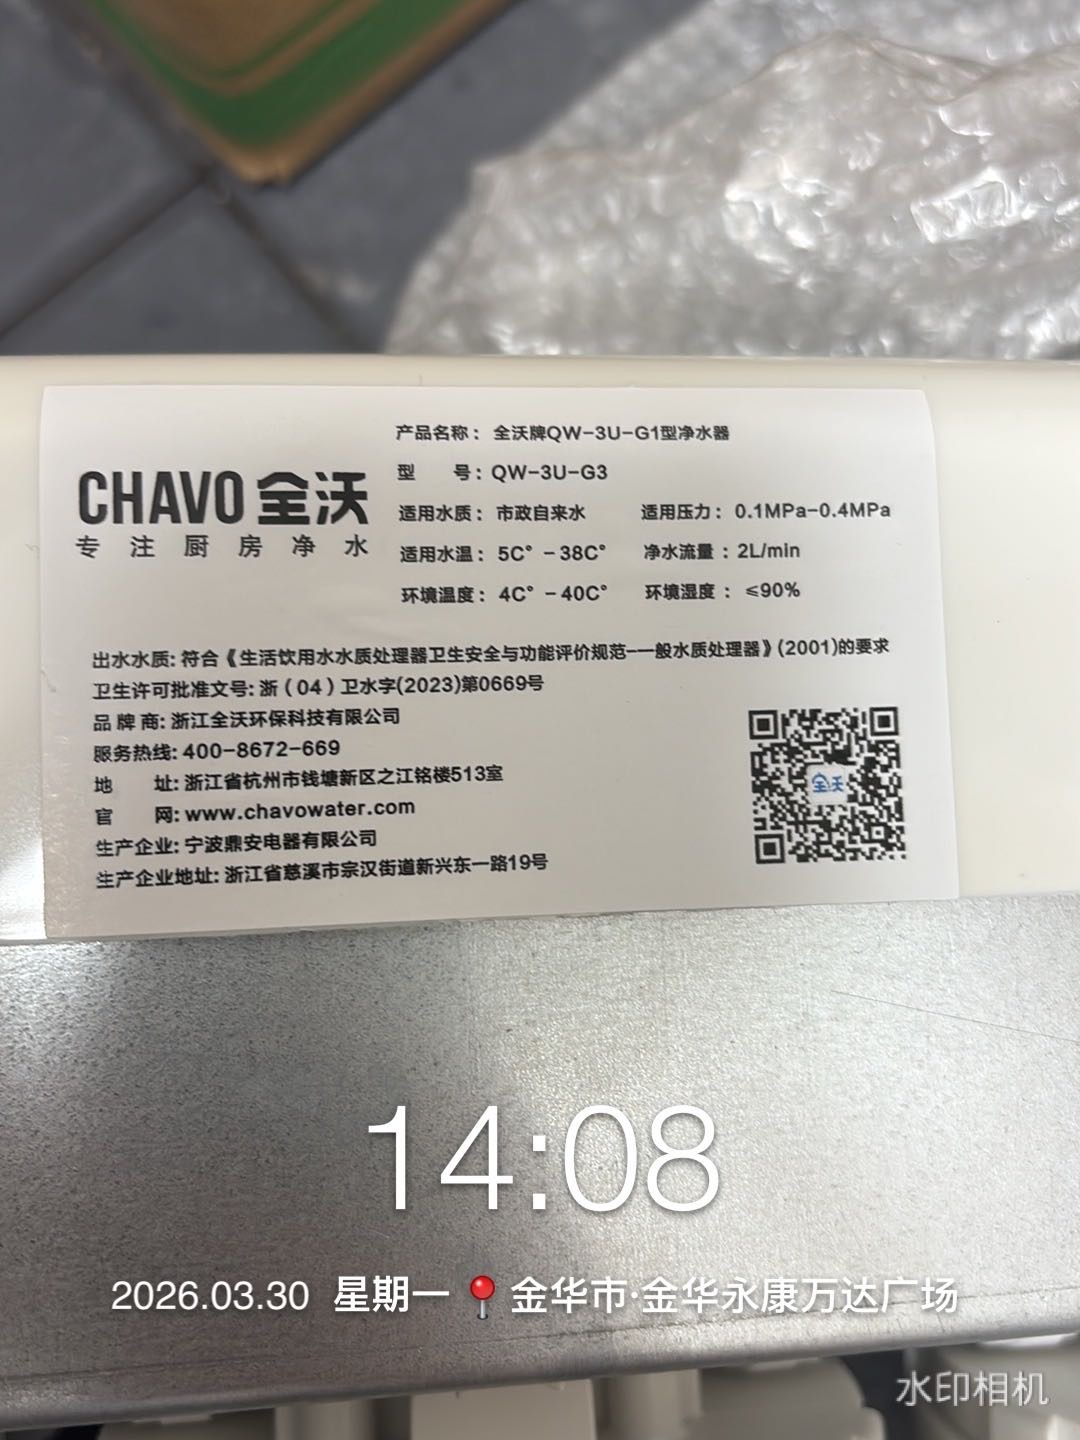 CHAVO 全沃
专注厨房净水
产品名称：全沃牌QW-3U-G1型净水器
型 号：QW-3U-G3
适用水质：市政自来水 适用压力：0.1MPa-0.4MPa
适用水温：5C°-38C° 净水流量：2L/min
环境温度：4C°-40C° 环境湿度：≤90%
出水水质：符合《生活饮用水水质处理器卫生安全与功能评价规范-一般水质处理器》(2001)的要求
卫生许可批准文号：浙（04）卫水字(2023)第0669号
品牌商：浙江全沃环保科技有限公司
服务热线：400-8672-669
地 址：浙江省杭州市钱塘新区之江铭楼513室
官 网：www.chavowater.com
生产企业：宁波鼎安电器有限公司
生产企业地址：浙江省慈溪市宗汉街道新兴东一路19号
全沃
14:08
2026.03.30 星期一 金华市·金华永康万达广场
水印相机